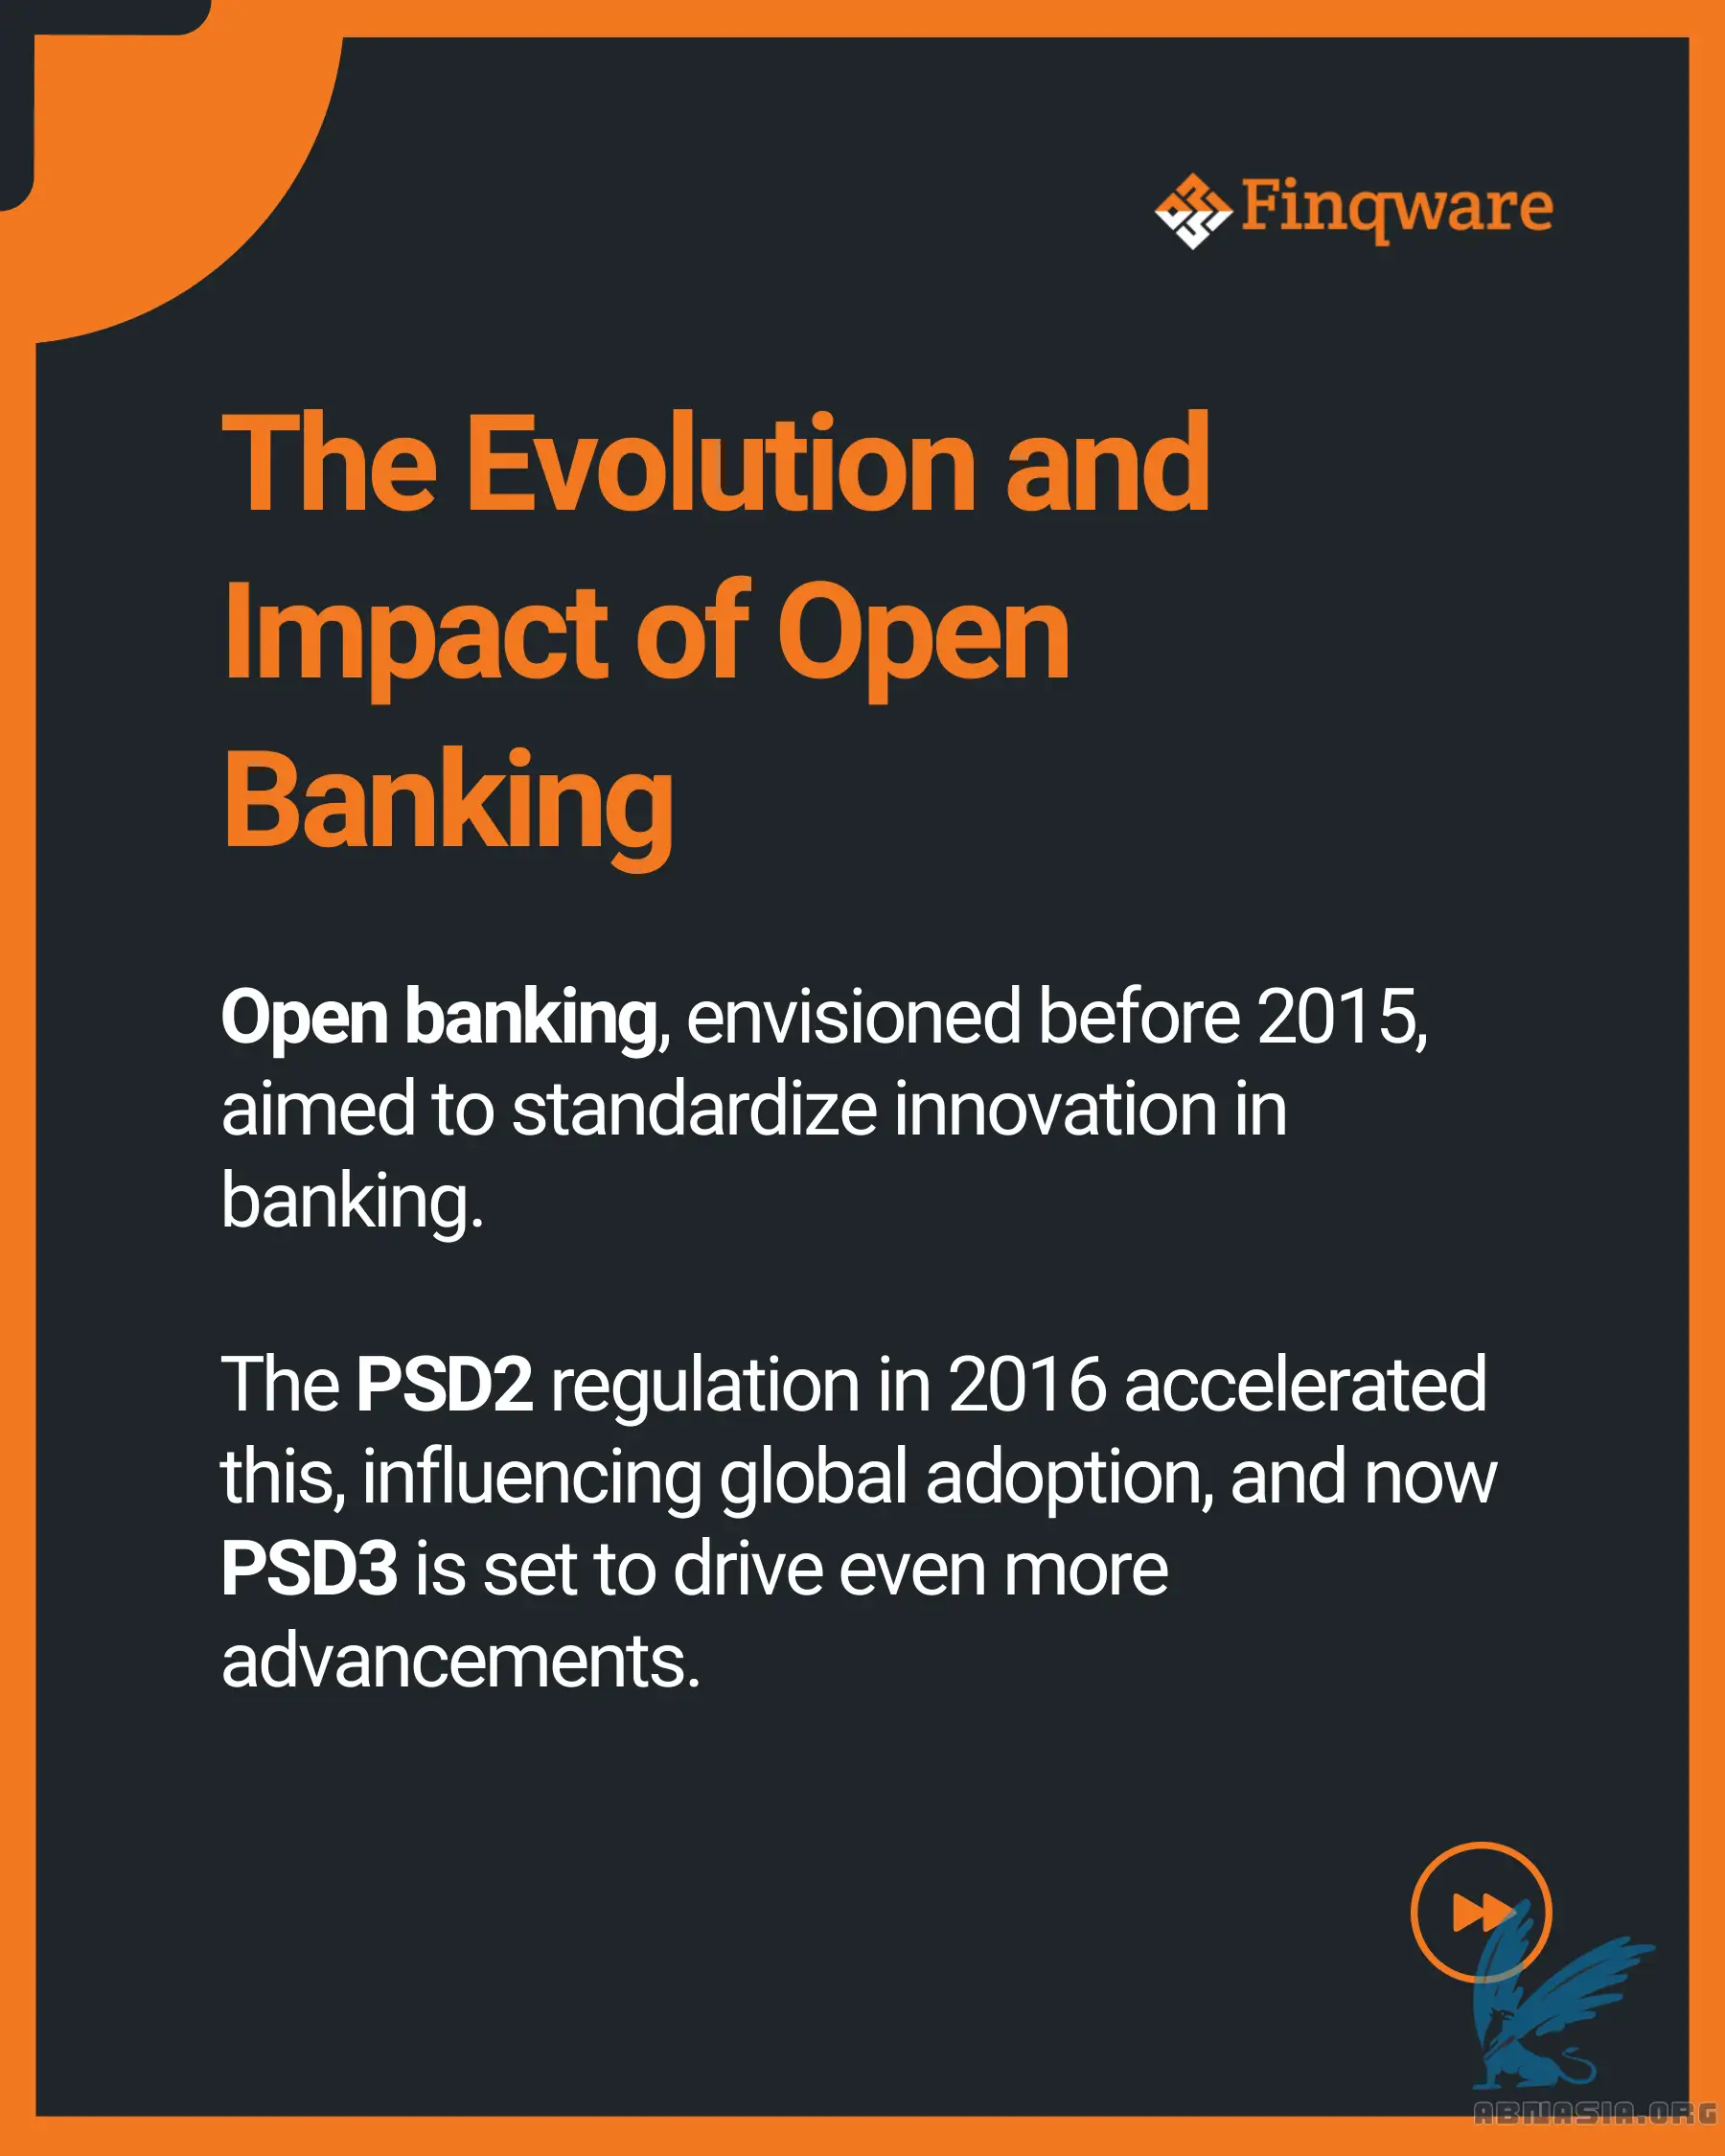 Finqware
The Evolution and
Impact of Open
Banking
Open banking, envisioned before 2015,
aimed to standardize innovation in
banking.
The PSD2 regulation in 2016 accelerated
this, influencing global adoption, and now
PSD3 is set to drive even more
advancements.
ABNASIA.ORG